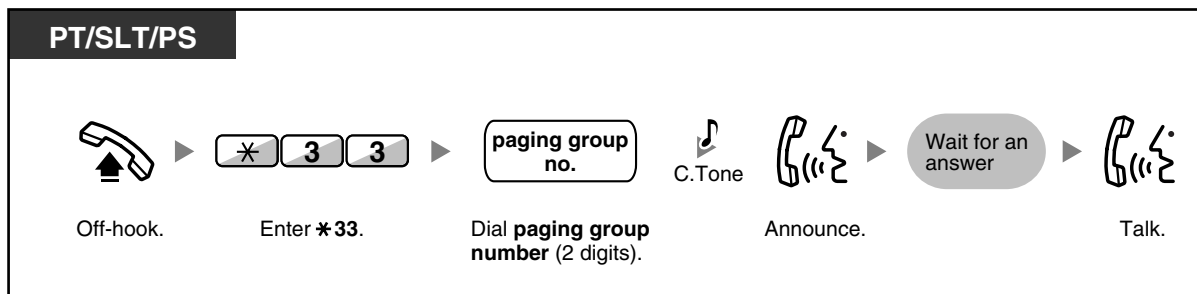 PT/SLT/PS
✳ 3 3
paging group
no.
C.Tone
Wait for an
answer
Off-hook.
Enter ✳33.
Dial paging group
number (2 digits).
Announce.
Talk.